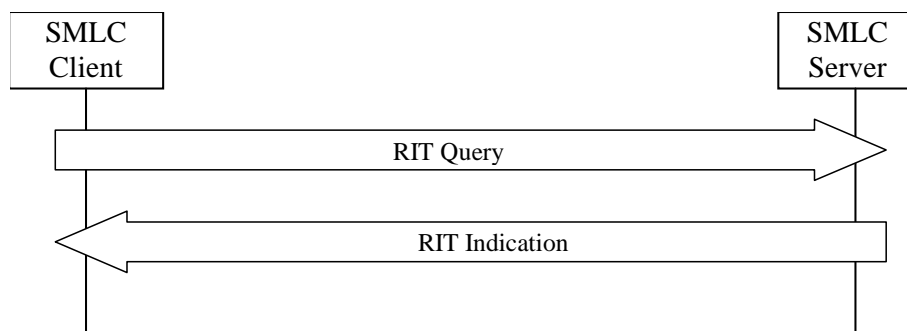 SMLC
Client
SMLC
Server
RIT Query
RIT Indication